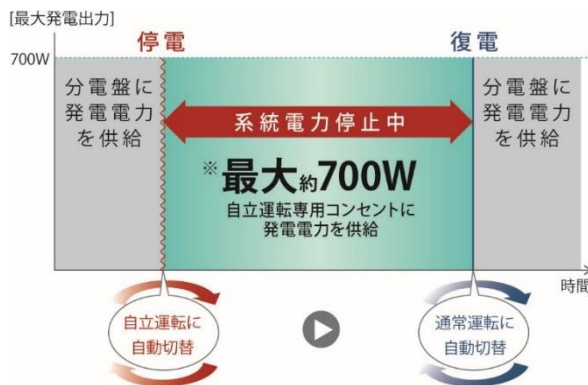 [最大発電出力]
停電
復電
700W
分電盤に
発電電力
を供給
系統電力停止中
※最大約700W
自立運転専用コンセントに
発電電力を供給
分電盤に
発電電力
を供給
時間
自立運転に
自動切替
通常運転に
自動切替